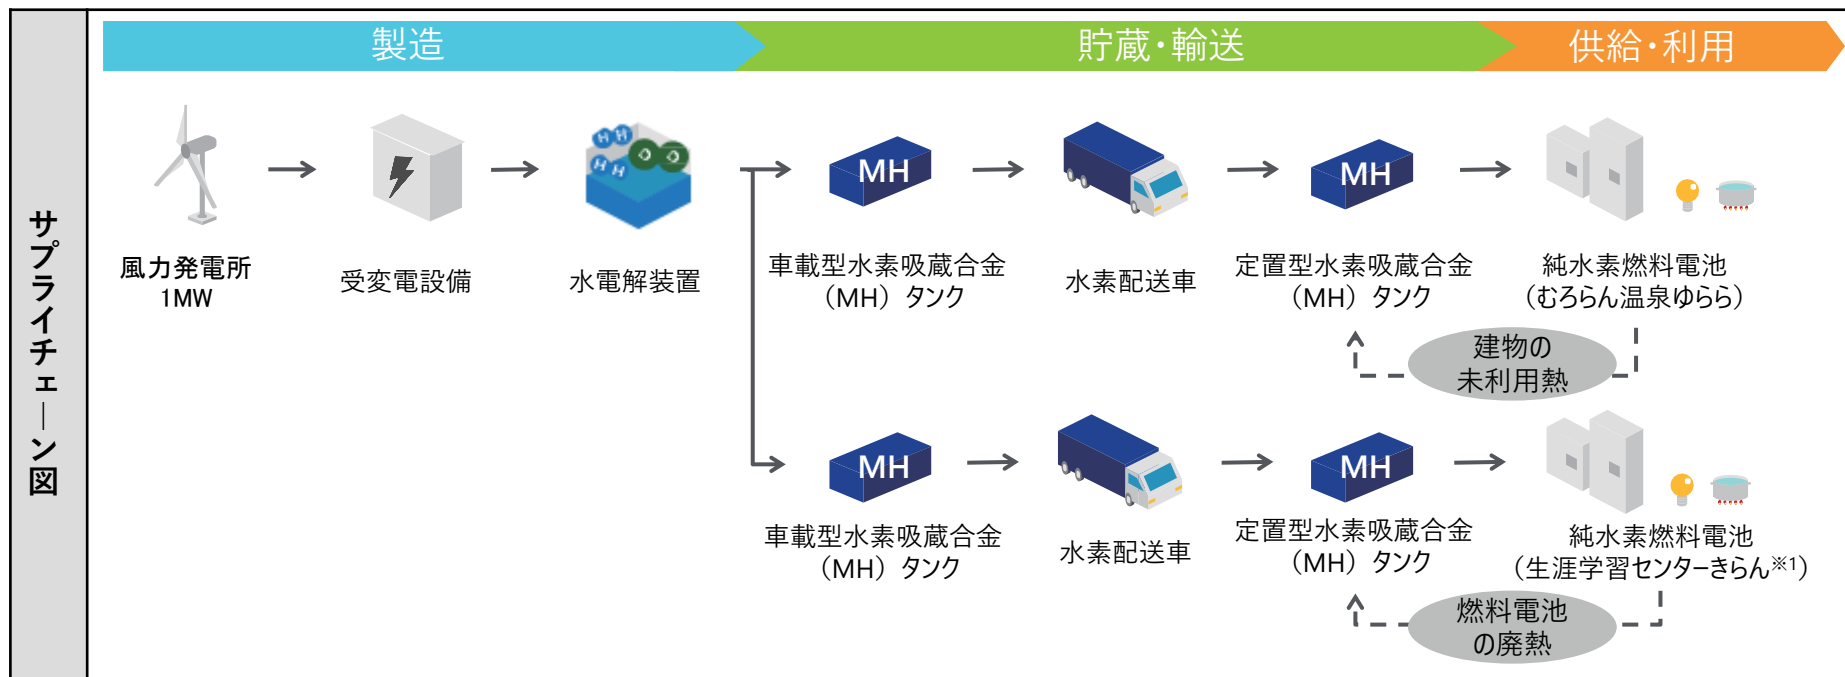 サプライチェーン図
製造
貯蔵・輸送
供給・利用
風力発電所
1MW
受変電設備
水電解装置
H
H
H
H
O
O
MH
車載型水素吸蔵合金
（MH）タンク
水素配送車
MH
定置型水素吸蔵合金
（MH）タンク
純水素燃料電池
（むろらん温泉ゆらら）
建物の
未利用熱
MH
車載型水素吸蔵合金
（MH）タンク
水素配送車
MH
定置型水素吸蔵合金
（MH）タンク
純水素燃料電池
（生涯学習センターきらん※1）
燃料電池
の廃熱